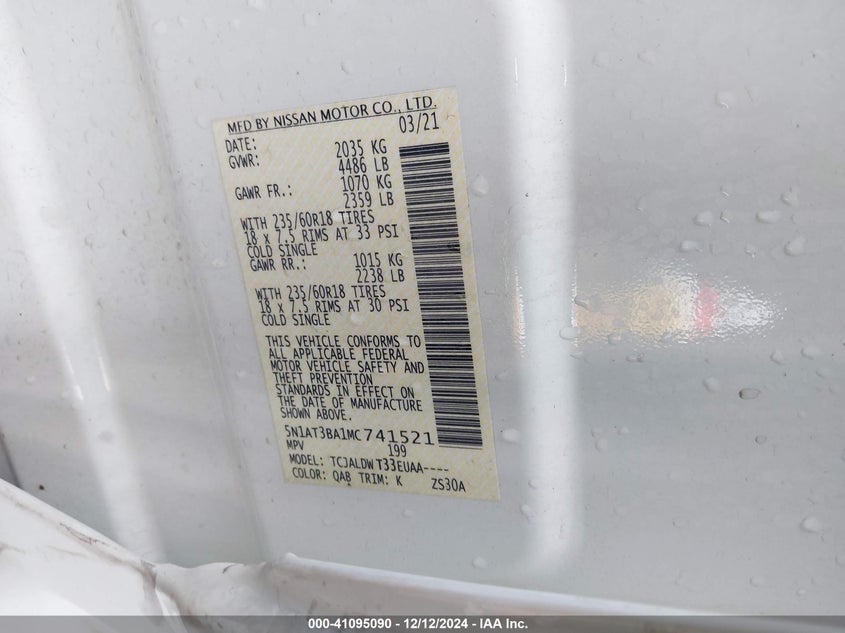 MFD BY NISSAN MOTOR CO., LTD.
DATE: 03/21
GVWR: 2035 KG
4486 LB
GAWR FR.: 1070 KG
2359 LB
WITH 235/60R18 TIRES
18 x 7.5 RIMS AT 33 PSI
COLD SINGLE
GAWR RR.: 1015 KG
2238 LB
WITH 235/60R18 TIRES
18 x 7.5 RIMS AT 30 PSI
COLD SINGLE
THIS VEHICLE CONFORMS TO
ALL APPLICABLE FEDERAL
MOTOR VEHICLE SAFETY AND
THEFT PREVENTION
STANDARDS IN EFFECT ON
THE DATE OF MANUFACTURE
SHOWN ABOVE.
5N1AT3BA1MC741521
MPV 199
MODEL: TCJALDWT33EUAA----
COLOR: QAB TRIM: K ZS30A
000-41095090 - 12/12/2024 - IAA Inc.